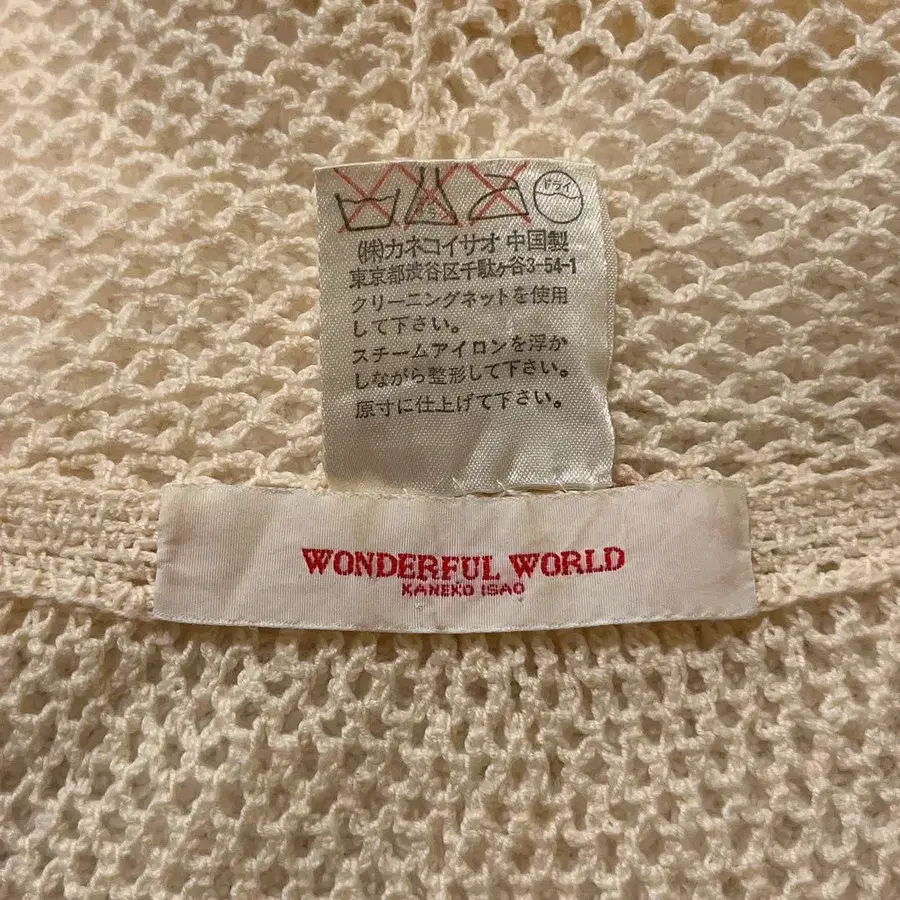 ドライ
㈱カネコイサオ 中国製
東京都渋谷区千駄ヶ谷3-54-1
クリーニングネットを使用
して下さい。
スチームアイロンを浮か
しながら整形して下さい。
原寸に仕上げて下さい。
WONDERFUL WORLD
KANEKO ISAO